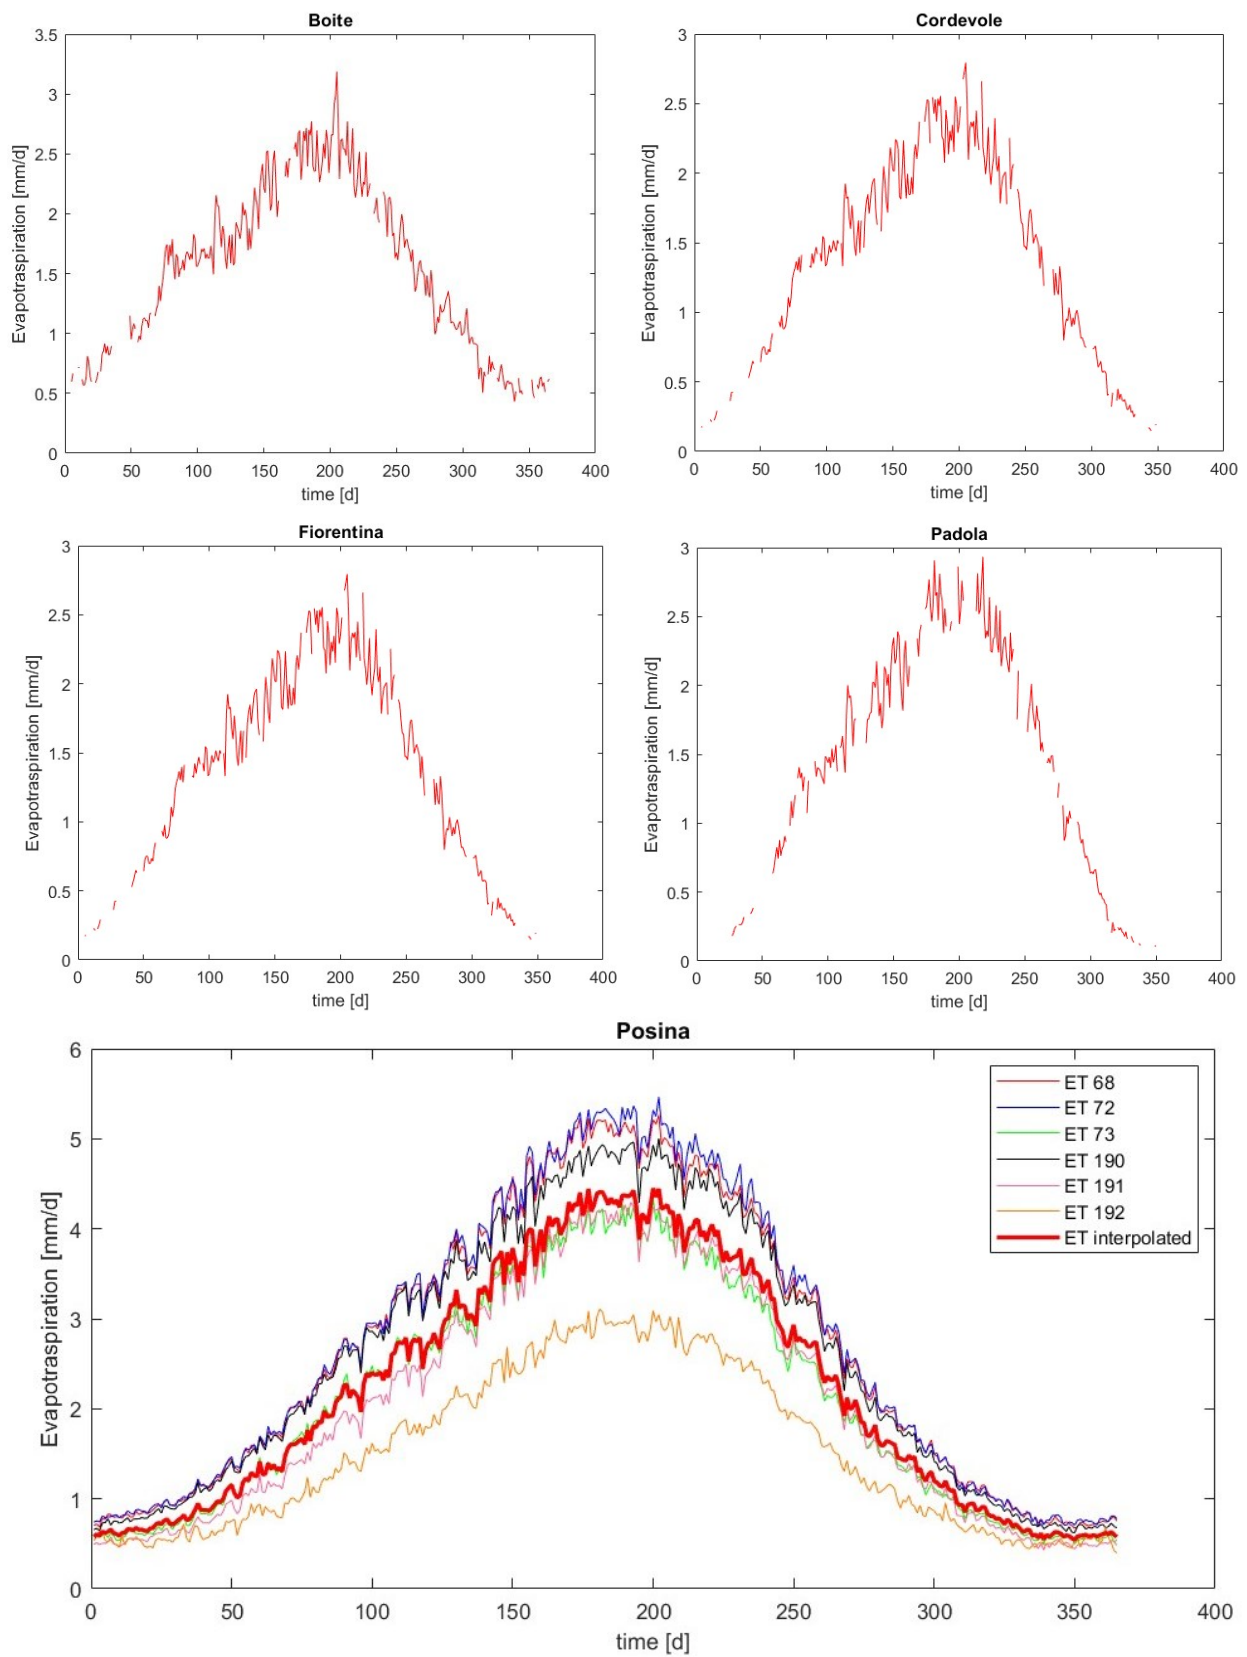 Boite
3.5
3
2.5
2
1.5
1
0.5
0
Evapotraspiration [mm/d]
0 50 100 150 200 250 300 350 400
time [d]
Cordevole
3
2.5
2
1.5
1
0.5
0
Evapotraspiration [mm/d]
0 50 100 150 200 250 300 350 400
time [d]
Fiorentina
3
2.5
2
1.5
1
0.5
0
Evapotraspiration [mm/d]
0 50 100 150 200 250 300 350 400
time [d]
Padola
3
2.5
2
1.5
1
0.5
0
Evapotraspiration [mm/d]
0 50 100 150 200 250 300 350 400
time [d]
Posina
6
5
4
3
2
1
0
Evapotraspiration [mm/d]
ET 68
ET 72
ET 73
ET 190
ET 191
ET 192
ET interpolated
0 50 100 150 200 250 300 350 400
time [d]